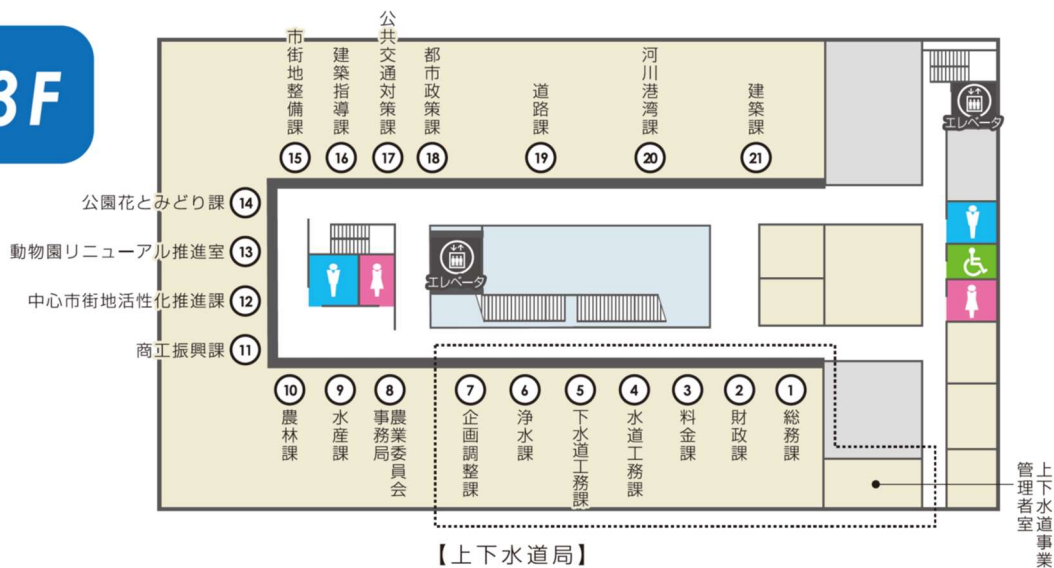 3F
市街地整備課
建築指導課
公共交通対策課
都市政策課
道路課
河川港湾課
建築課
15
16
17
18
19
20
21
エレベータ
公園花とみどり課 14
動物園リニューアル推進室 13
中心市街地活性化推進課 12
商工振興課 11
エレベータ
10
9
8
7
6
5
4
3
2
1
農林課
水産課
農業委員会
事務局
企画調整課
浄水課
下水道工務課
水道工務課
料金課
財政課
総務課
上下水道事業
管理者室
【上下水道局】